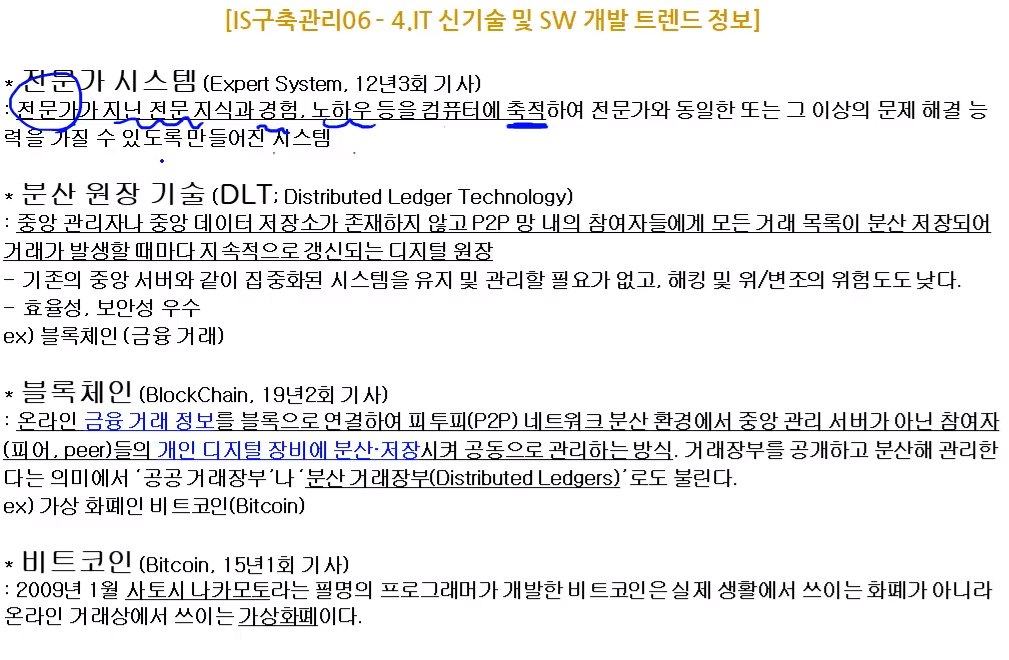 [IS구축관리06 - 4.IT 신기술 및 SW 개발 트렌드 정보]
* 전문가 시스템 (Expert System, 12년3회 기사)
: 전문가가 지닌 전문 지식과 경험, 노하우 등을 컴퓨터에 축적하여 전문가와 동일한 또는 그 이상의 문제 해결 능
력을 가질 수 있도록 만들어진 시스템
* 분산 원장 기술 (DLT; Distributed Ledger Technology)
: 중앙 관리자나 중앙 데이터 저장소가 존재하지 않고 P2P 망 내의 참여자들에게 모든 거래 목록이 분산 저장되어
거래가 발생할 때마다 지속적으로 갱신되는 디지털 원장
- 기존의 중앙 서버와 같이 집중화된 시스템을 유지 및 관리할 필요가 없고, 해킹 및 위/변조의 위험도도 낮다.
- 효율성, 보안성 우수
ex) 블록체인 (금융 거래)
* 블록체인 (BlockChain, 19년2회 기사)
: 온라인 금융 거래 정보를 블록으로 연결하여 피투피(P2P) 네트워크 분산 환경에서 중앙 관리 서버가 아닌 참여자
(피어, peer)들의 개인 디지털 장비에 분산·저장시켜 공동으로 관리하는 방식. 거래장부를 공개하고 분산해 관리한
다는 의미에서 ‘공공 거래장부’나 ‘분산 거래장부(Distributed Ledgers)’로도 불린다.
ex) 가상 화폐인 비트코인(Bitcoin)
* 비트코인 (Bitcoin, 15년1회 기사)
: 2009년 1월 사토시 나카모토라는 필명의 프로그래머가 개발한 비트코인은 실제 생활에서 쓰이는 화폐가 아니라
온라인 거래상에서 쓰이는 가상화폐이다.